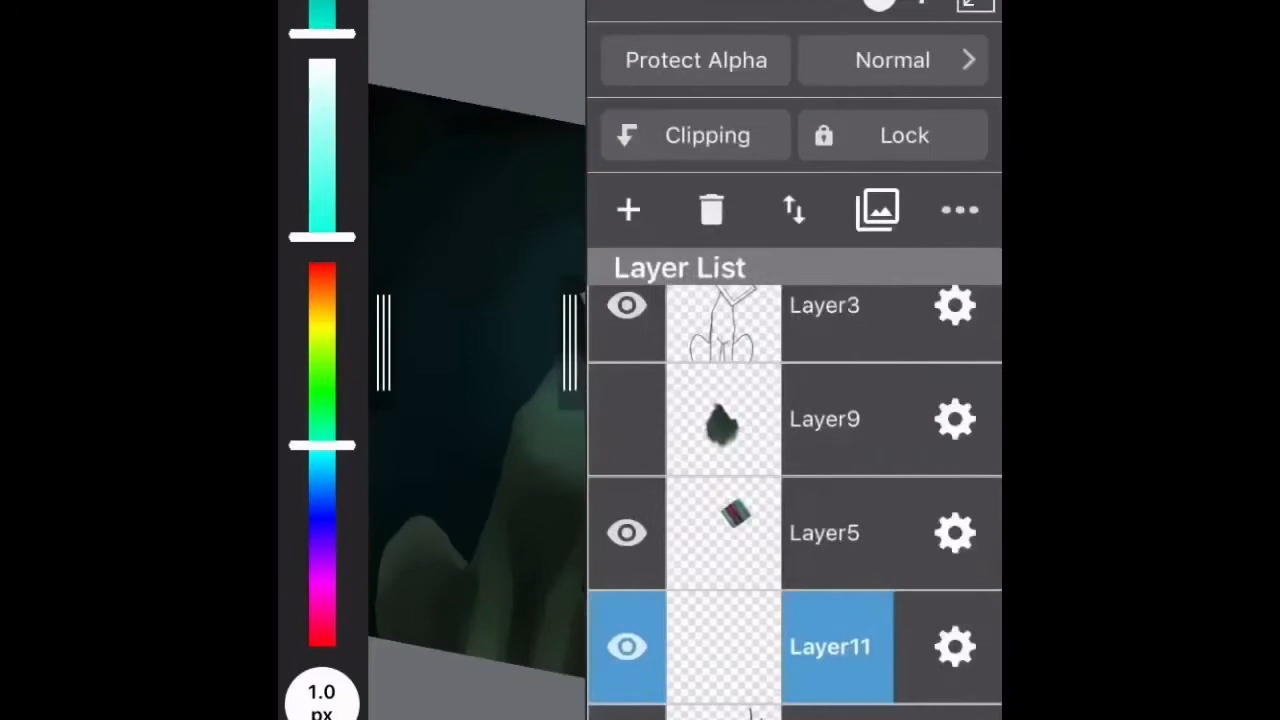 Protect Alpha
Normal
Clipping
Lock
Layer List
Layer3
Layer9
Layer5
Layer11
1.0
px